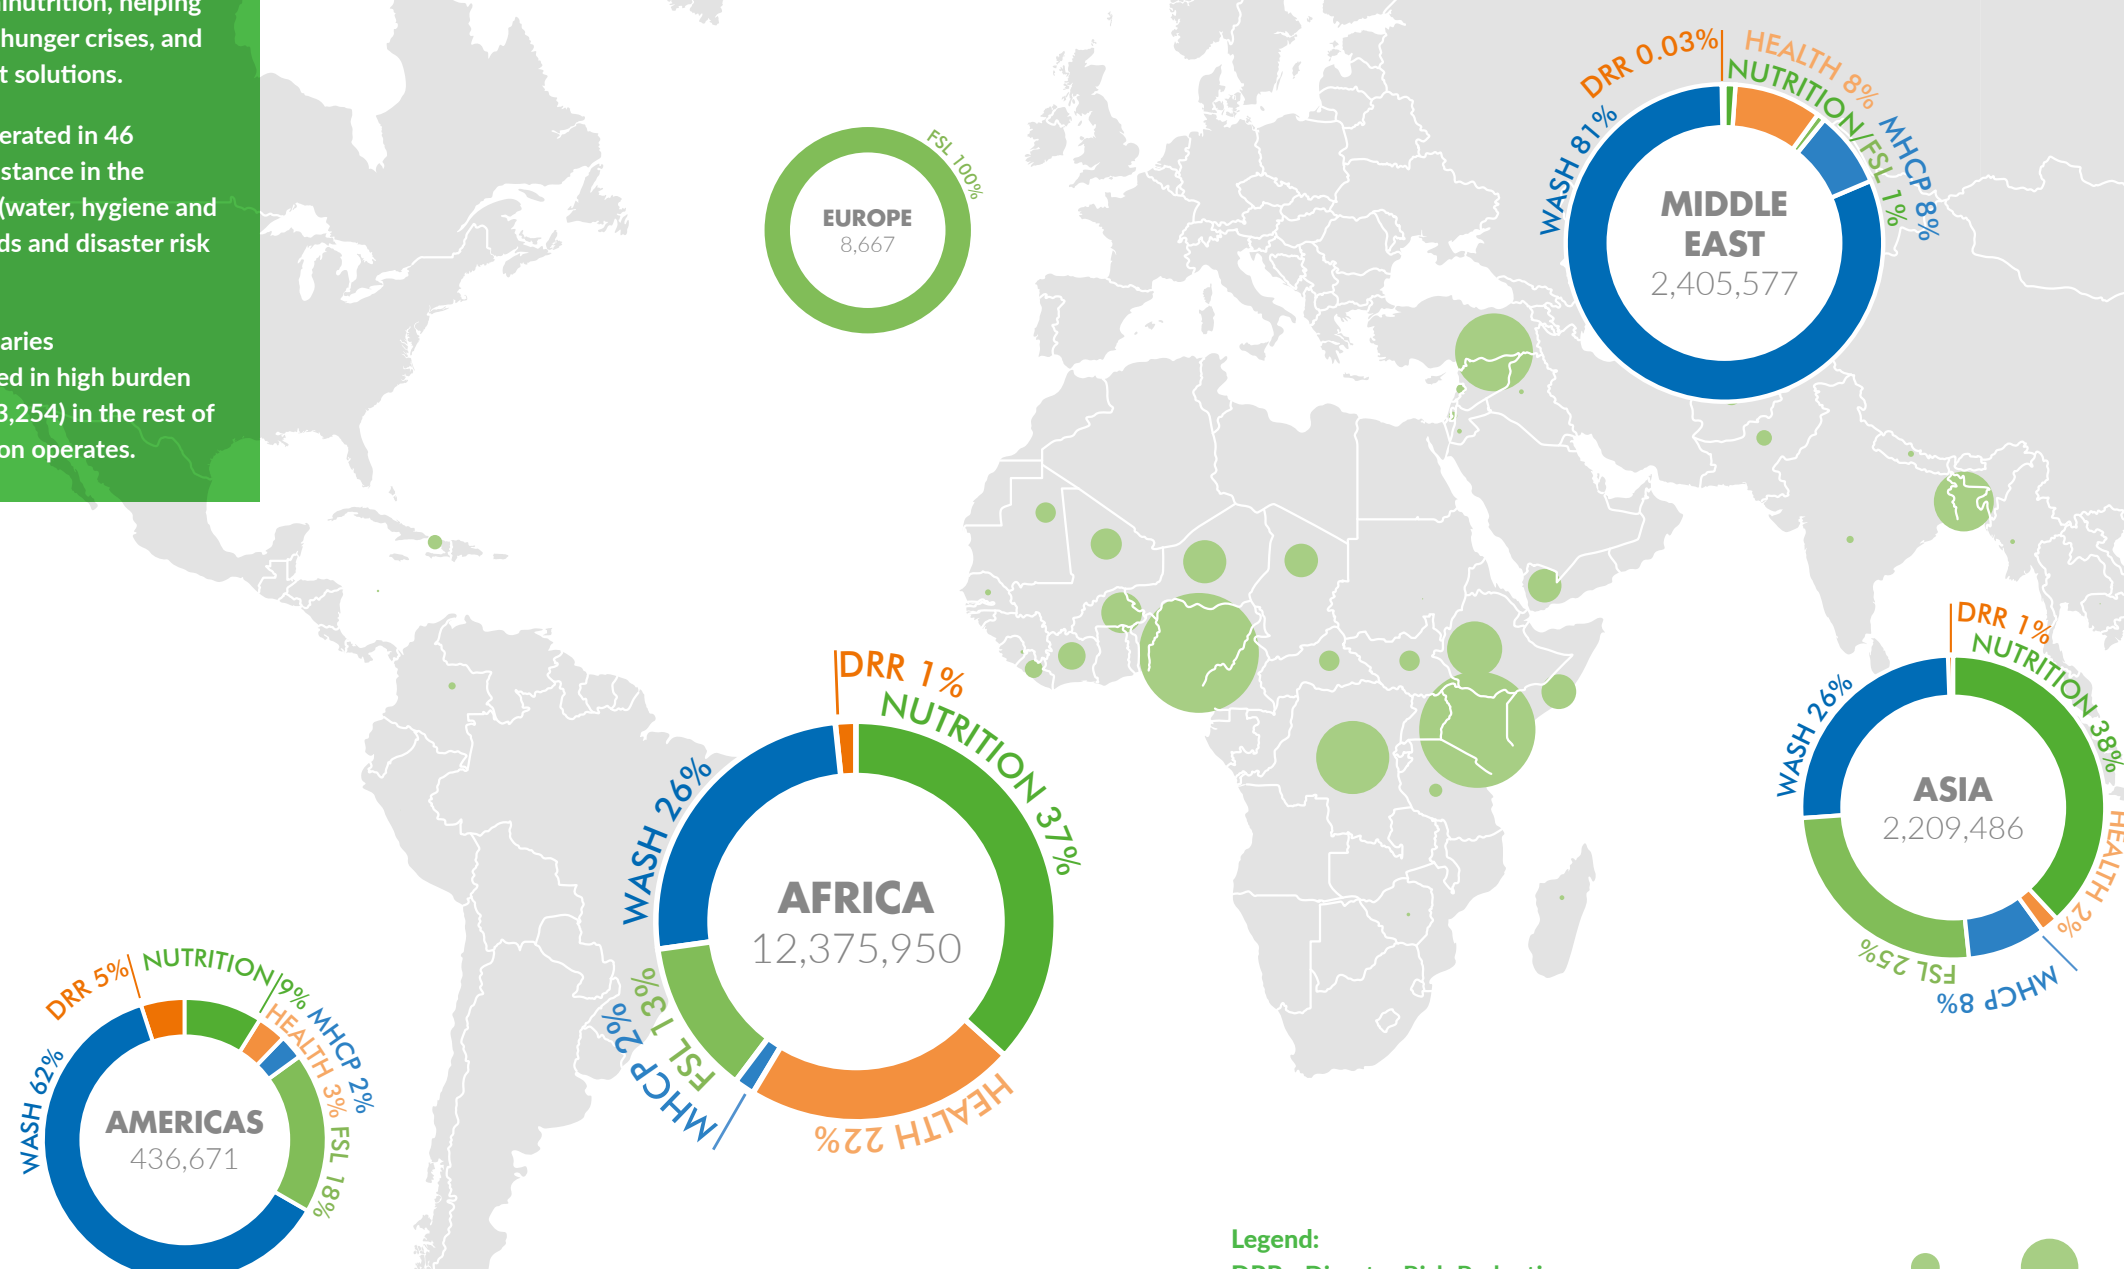 hunger crises, and
t solutions.
erated in 46
stance in the
(water, hygiene and
ds and disaster risk
aries
ed in high burden
3,254) in the rest of
on operates.
FSL 100%
EUROPE
8,667
DRR 0.03%
HEALTH 8%
NUTRITION/FSL 1%
MHCP 8%
WASH 81%
MIDDLE
EAST
2,405,577
DRR 1%
NUTRITION 37%
WASH 26%
AFRICA
12,375,950
FSL 13%
MHCP 2%
HEALTH 22%
DRR 1%
NUTRITION 38%
WASH 26%
ASIA
2,209,486
HEALTH 2%
FSL 25%
MHCP 8%
DRR 5%
NUTRITION 9%
MHCP 2%
HEALTH 3%
WASH 62%
FSL 18%
AMERICAS
436,671
Legend: